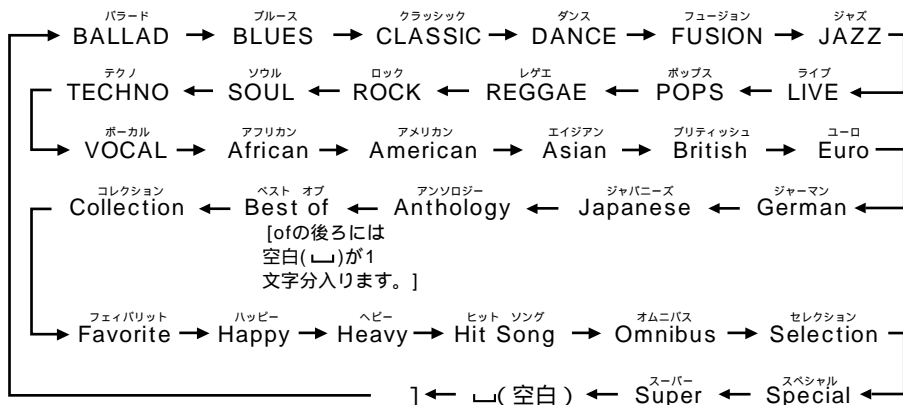 バラード ブルース クラッシック ダンス フュージョン ジャズ
BALLAD → BLUES → CLASSIC → DANCE → FUSION → JAZZ
テクノ ソウル ロック レゲエ ポップス ライブ
TECHNO ← SOUL ← ROCK ← REGGAE ← POPS ← LIVE
ボーカル アフリカン アメリカン エイジアン ブリティッシュ ユーロ
VOCAL → African → American → Asian → British → Euro
コレクション ベスト オブ アンソロジー ジャパニーズ ジャーマン
Collection ← Best of ← Anthology ← Japanese ← German
[ofの後ろには
空白(⎵)が1
文字分入ります。]
フェイバリット ハッピー ヘビー ヒット ソング オムニバス セレクション
Favorite → Happy → Heavy → Hit Song → Omnibus → Selection
スーパー スペシャル
] ← ⎵(空白) ← Super ← Special